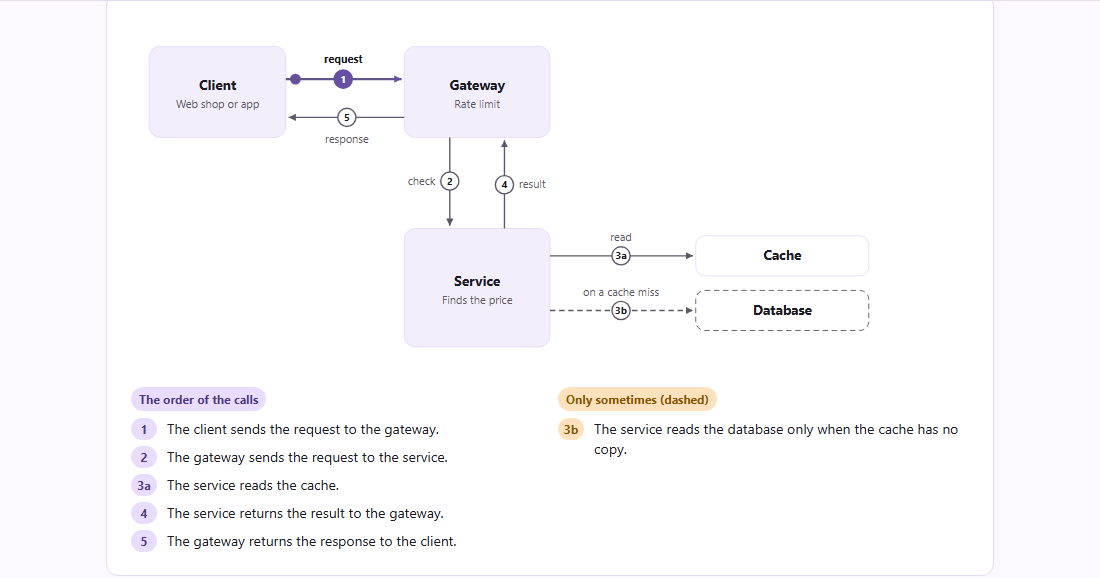 request
Client
Web shop or app
1
Gateway
Rate limit
5
response
check
2
4
result
Service
Finds the price
read
3a
Cache
on a cache miss
3b
Database
The order of the calls
1 The client sends the request to the gateway.
2 The gateway sends the request to the service.
3a The service reads the cache.
4 The service returns the result to the gateway.
5 The gateway returns the response to the client.
Only sometimes (dashed)
3b The service reads the database only when the cache has no
copy.